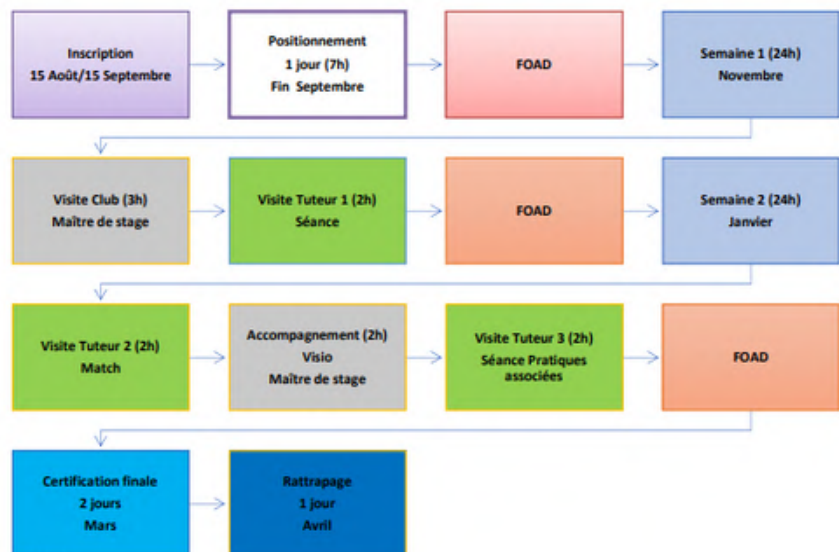 Inscription
15 Août/15 Septembre
Positionnement
1 jour (7h)
Fin Septembre
FOAD
Semaine 1 (24h)
Novembre
Visite Club (3h)
Maître de stage
Visite Tuteur 1 (2h)
Séance
FOAD
Semaine 2 (24h)
Janvier
Visite Tuteur 2 (2h)
Match
Accompagnement (2h)
Visio
Maître de stage
Visite Tuteur 3 (2h)
Séance Pratiques
associées
FOAD
Certification finale
2 jours
Mars
Rattrapage
1 jour
Avril